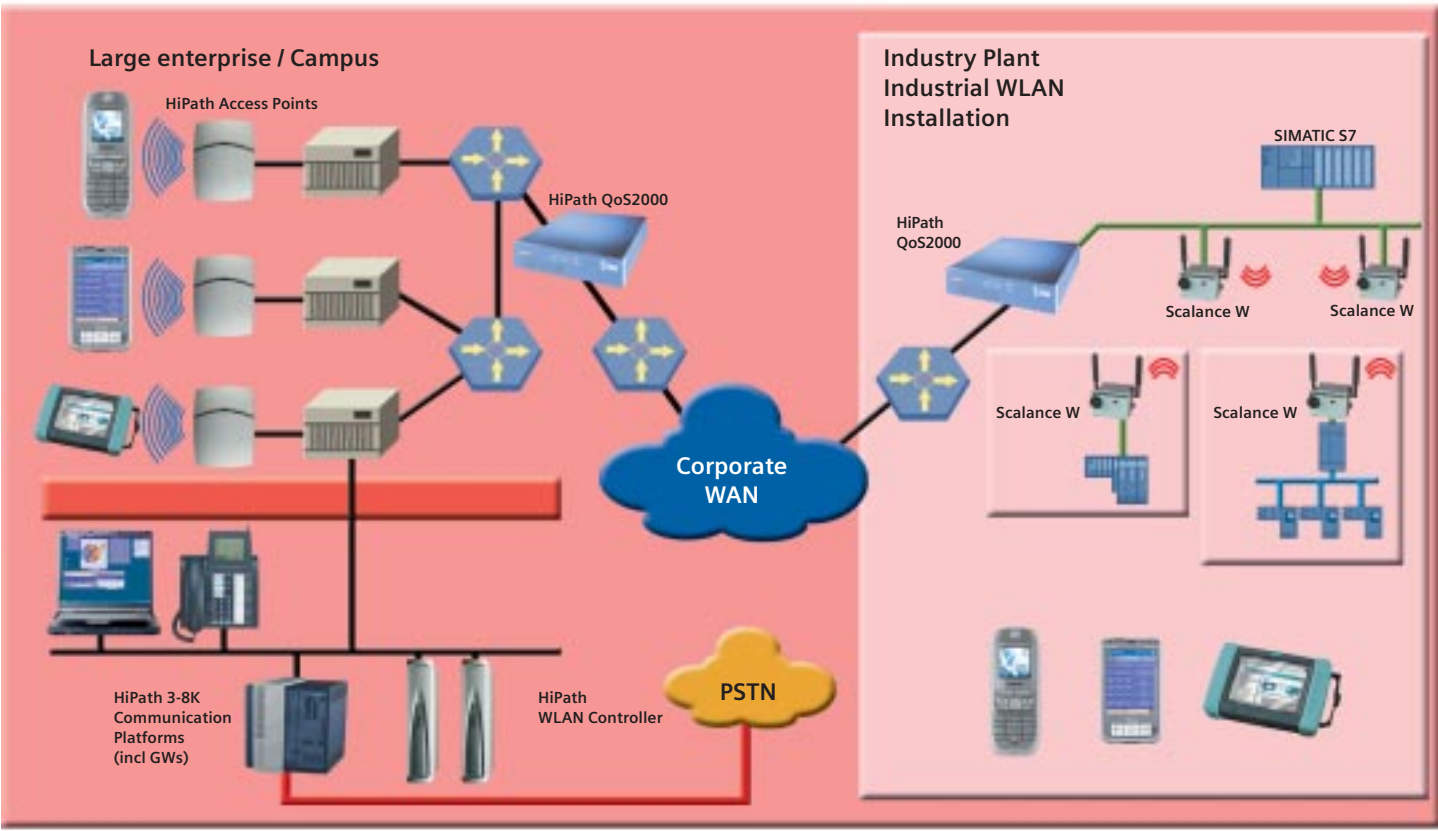 Large enterprise / Campus
HiPath Access Points
HiPath QoS2000
Industry Plant
Industrial WLAN
Installation
SIMATIC S7
HiPath
QoS2000
Scalance W
Scalance W
Scalance W
Scalance W
Corporate
WAN
HiPath 3-8K
Communication
Platforms
(incl GWs)
HiPath
WLAN Controller
PSTN